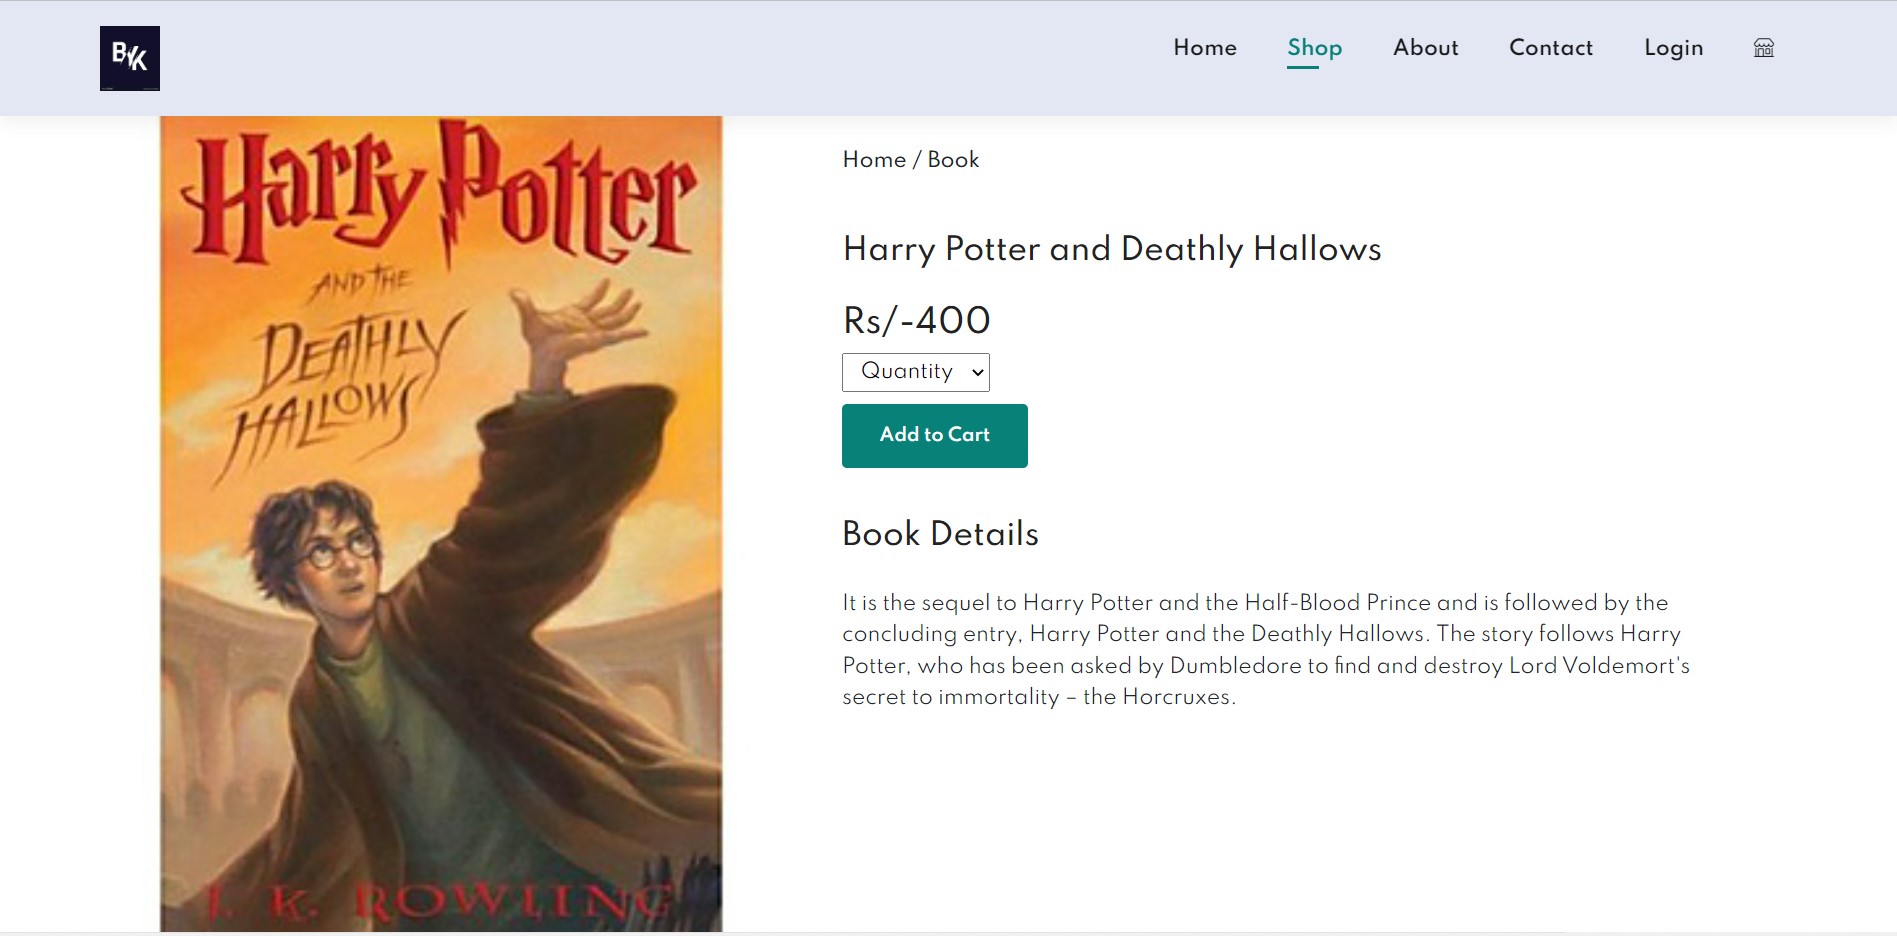 BYK
Home
Shop
About
Contact
Login
Harry Potter
AND THE
DEATHLY
HALLOWS
J. K. ROWLING
Home / Book
Harry Potter and Deathly Hallows
Rs/-400
Quantity
Add to Cart
Book Details
It is the sequel to Harry Potter and the Half-Blood Prince and is followed by the
concluding entry, Harry Potter and the Deathly Hallows. The story follows Harry
Potter, who has been asked by Dumbledore to find and destroy Lord Voldemort's
secret to immortality – the Horcruxes.